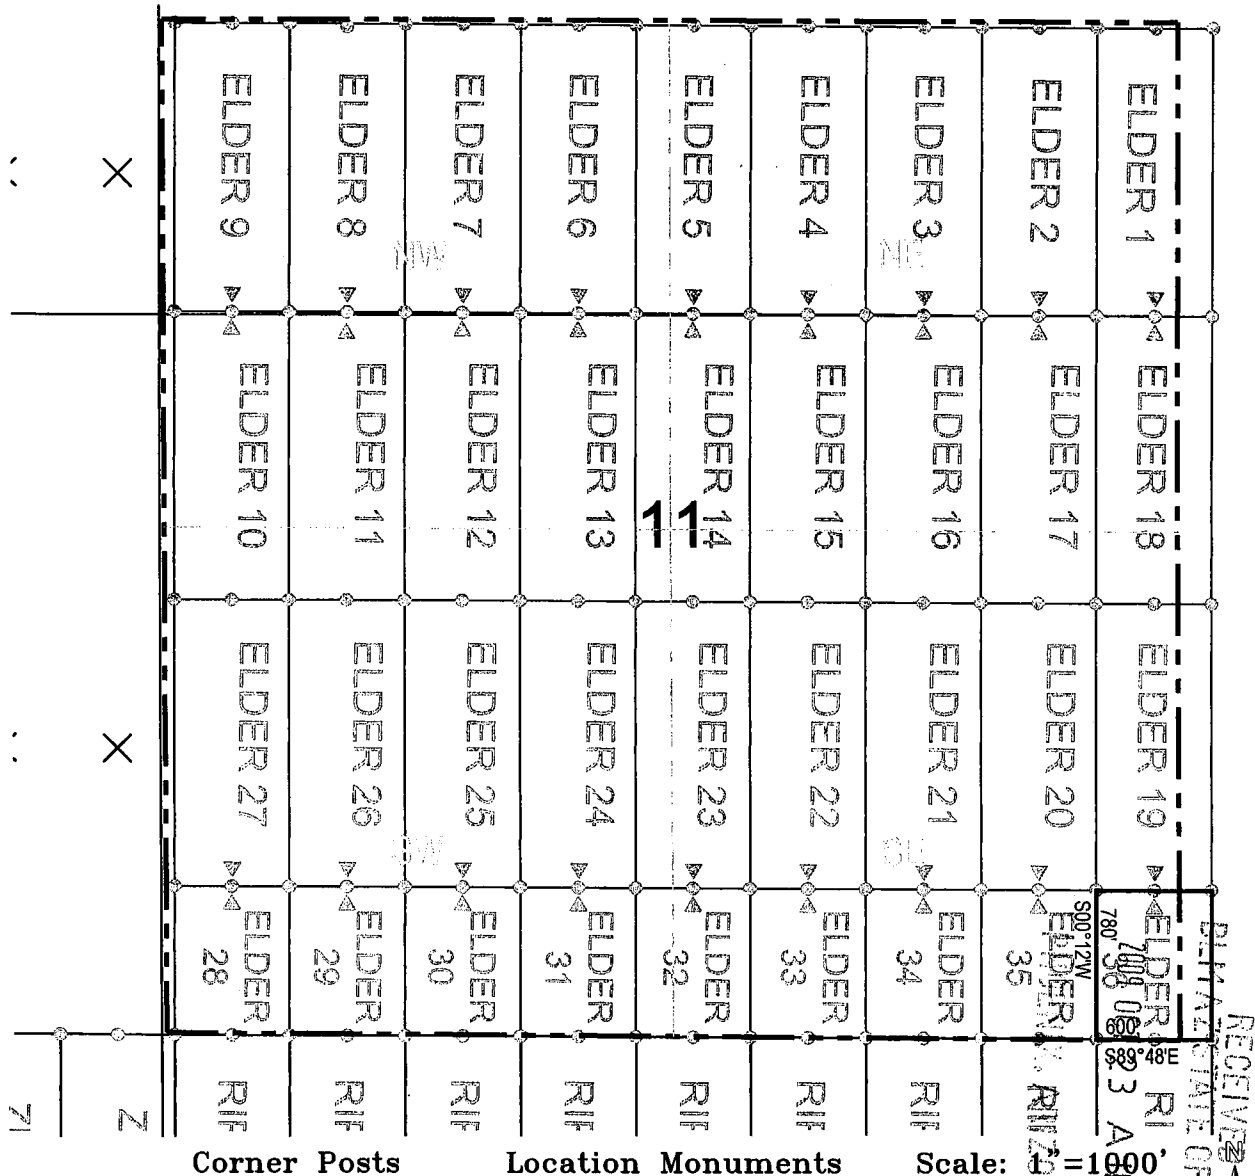 ELDER 9
ELDER 8
ELDER 7
ELDER 6
ELDER 5
ELDER 4
ELDER 3
ELDER 2
ELDER 1
NW
NE
ELDER 10
ELDER 11
ELDER 12
ELDER 13
ELDER 14
ELDER 15
ELDER 16
ELDER 17
ELDER 18
11
ELDER 27
ELDER 26
ELDER 25
ELDER 24
ELDER 23
ELDER 22
ELDER 21
ELDER 20
ELDER 19
SW
SE
ELDER 28
ELDER 29
ELDER 30
ELDER 31
ELDER 32
ELDER 33
ELDER 34
ELDER 35
ELDER 36
S00°12'W
780'
600'
S89°48'E
RECEIVED
RIF
RIF
RIF
RIF
RIF
RIF
RIF
Corner Posts
Location Monuments
Scale: 1"=1000'